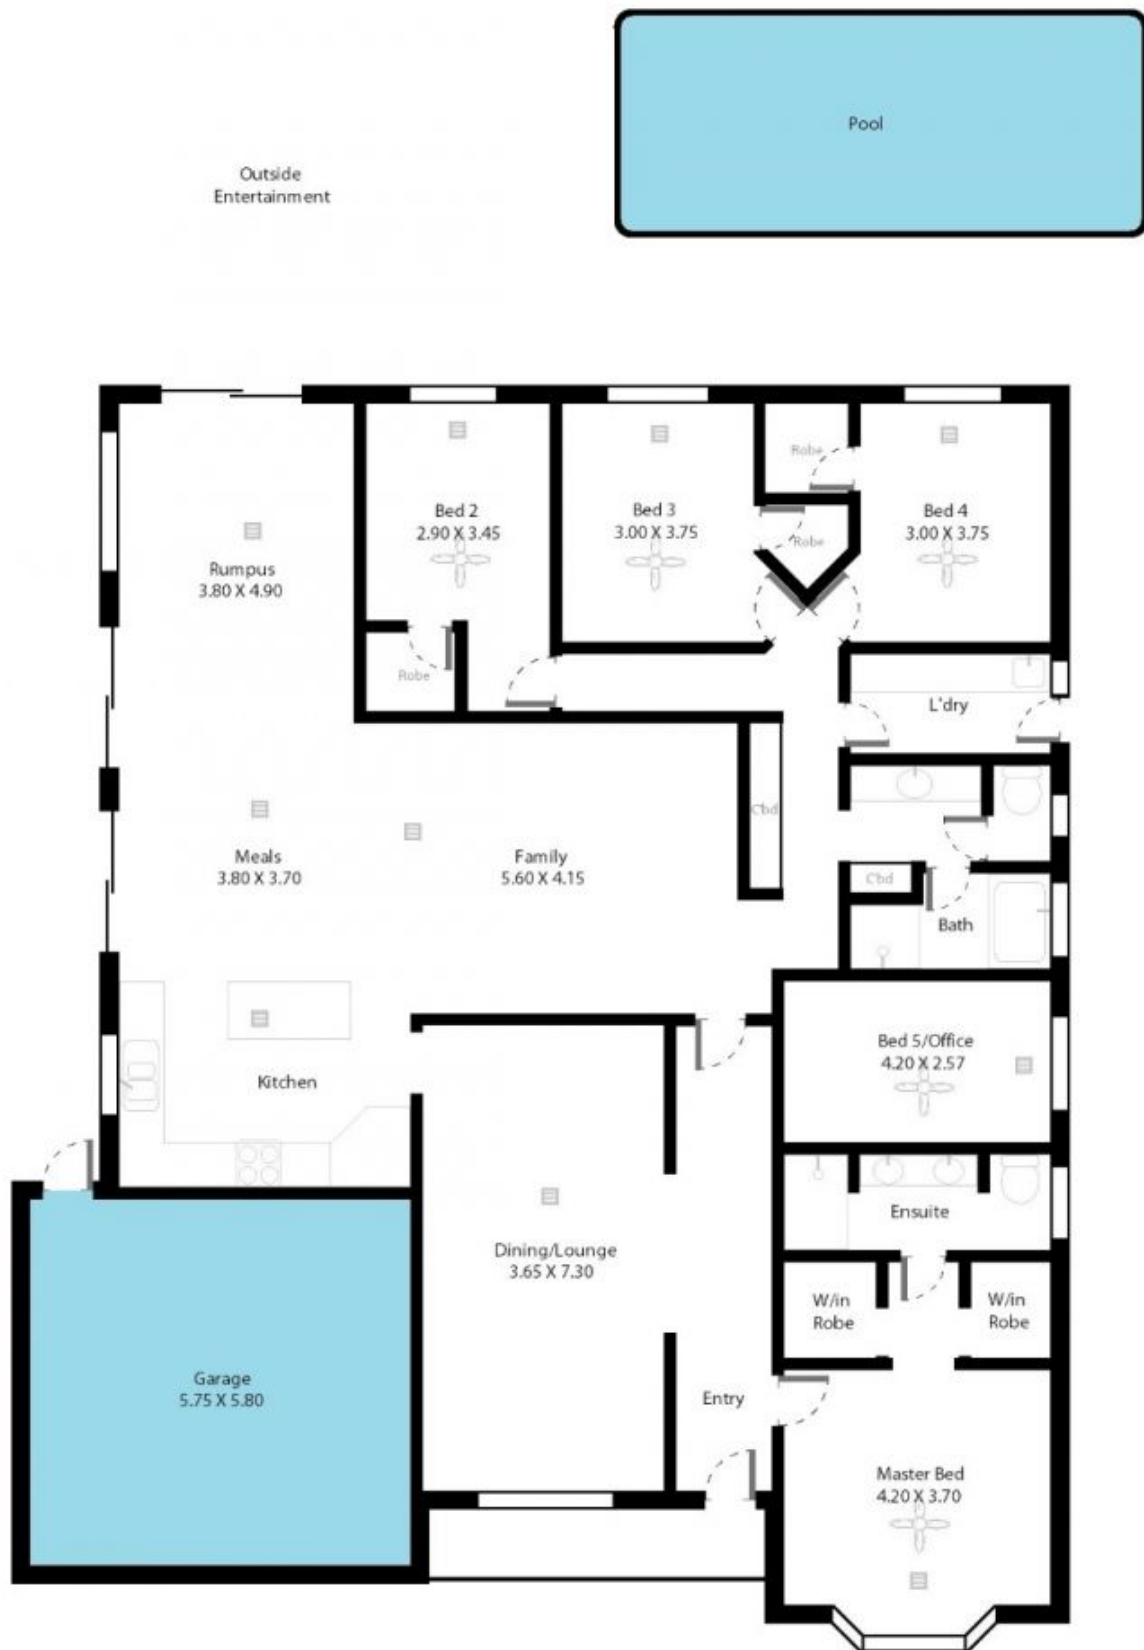 Pool
Outside
Entertainment
Robe
Bed 2
2.90 X 3.45
Bed 3
3.00 X 3.75
Robe
Bed 4
3.00 X 3.75
Rumpus
3.80 X 4.90
Robe
L'dry
C'bd
Meals
3.80 X 3.70
Family
5.60 X 4.15
C'bd
Bath
Bed 5/Office
4.20 X 2.57
Kitchen
Ensuite
Dining/Lounge
3.65 X 7.30
W/in
Robe
W/in
Robe
Garage
5.75 X 5.80
Entry
Master Bed
4.20 X 3.70